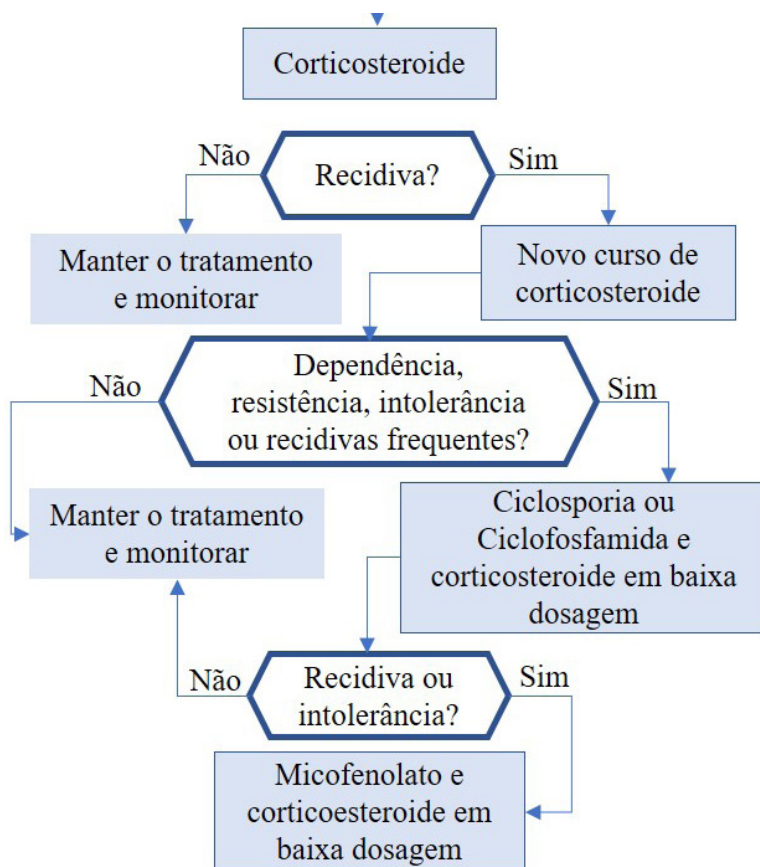 Corticosteroide
Não
Recidiva?
Sim
Manter o tratamento
e monitorar
Novo curso de
corticosteroide
Não
Dependência,
resistência, intolerância
ou recidivas frequentes?
Sim
Manter o tratamento
e monitorar
Ciclosporia ou
Ciclofosfamida e
corticosteroide em baixa
dosagem
Não
Recidiva ou
intolerância?
Sim
Micofenolato e
corticoesteroide em
baixa dosagem